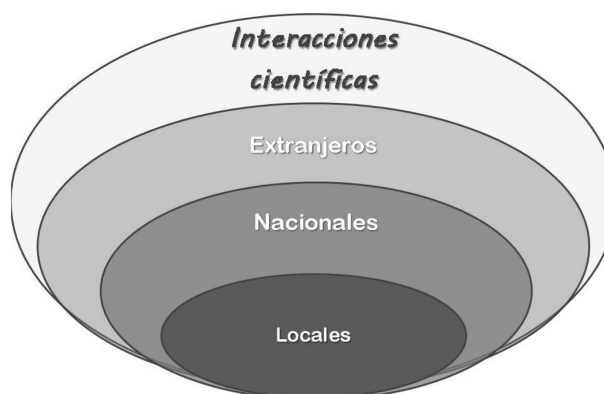 Interacciones
científicas
Extranjeros
Nacionales
Locales